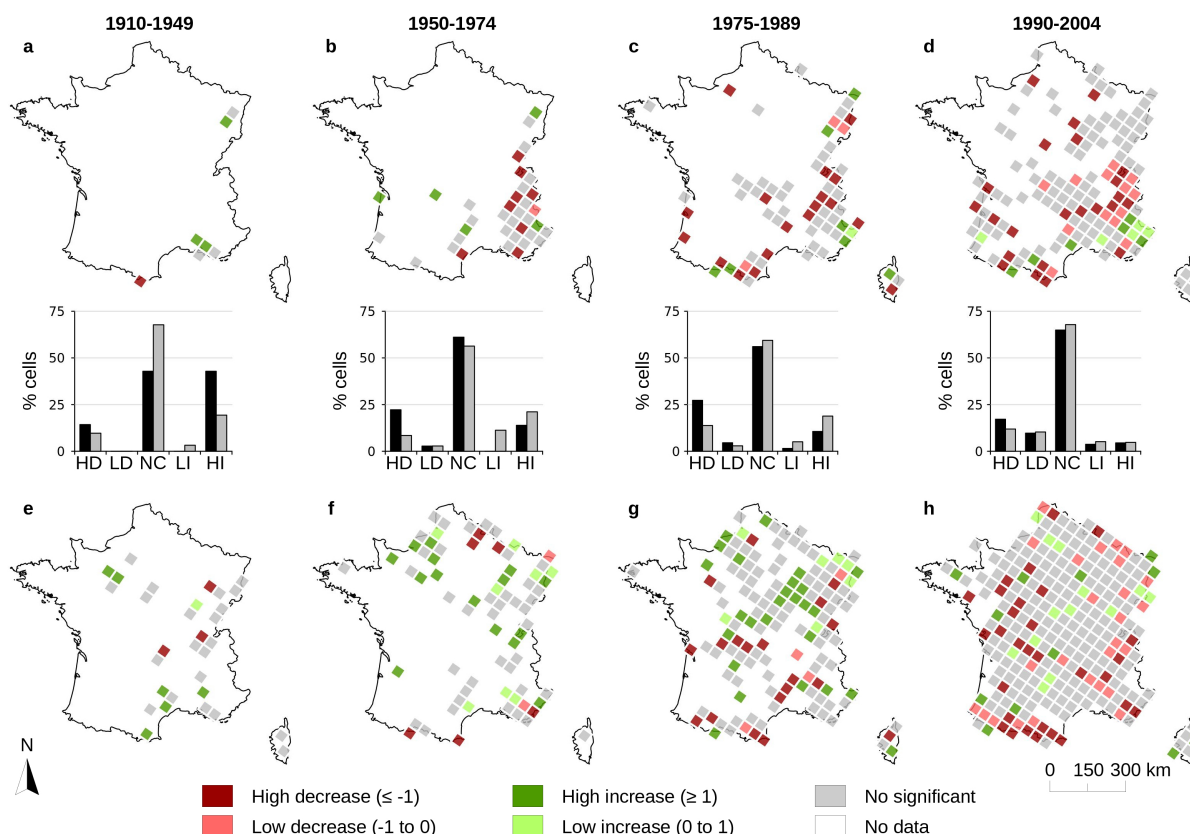 1910-1949 1950-1974 1975-1989 1990-2004
a b c d
75 75 75 75
50 50 50 50
25 25 25 25
0 0 0 0
% cells % cells % cells % cells
HD LD NC LI HI HD LD NC LI HI HD LD NC LI HI HD LD NC LI HI
e f g h
N
0 150 300 km
High decrease (≤ -1) High increase (≥ 1) No significant
Low decrease (-1 to 0) Low increase (0 to 1) No data